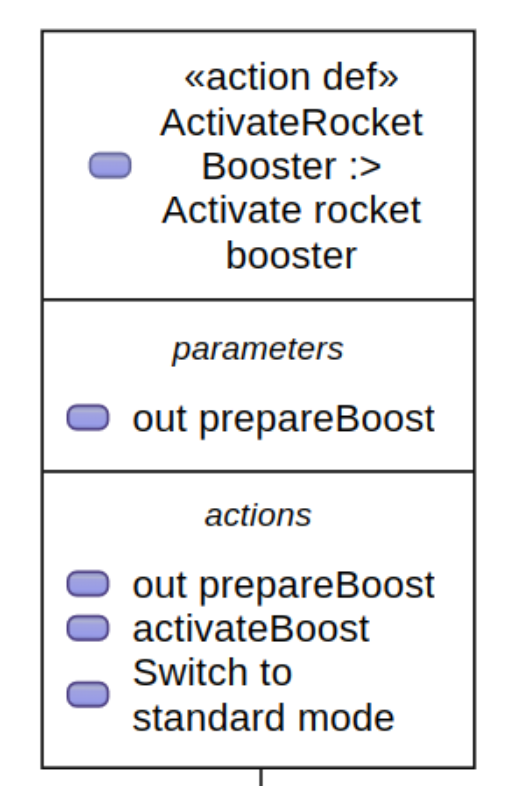 «action def»
ActivateRocket
Booster :>
Activate rocket
booster
parameters
out prepareBoost
actions
out prepareBoost
activateBoost
Switch to
standard mode